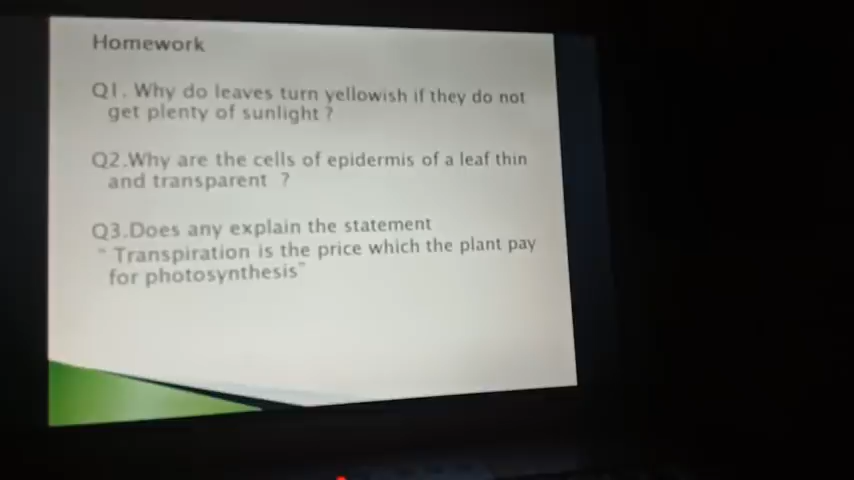 Homework
Q1. Why do leaves turn yellowish if they do not
get plenty of sunlight ?
Q2.Why are the cells of epidermis of a leaf thin
and transparent ?
Q3.Does any explain the statement
" Transpiration is the price which the plant pay
for photosynthesis"